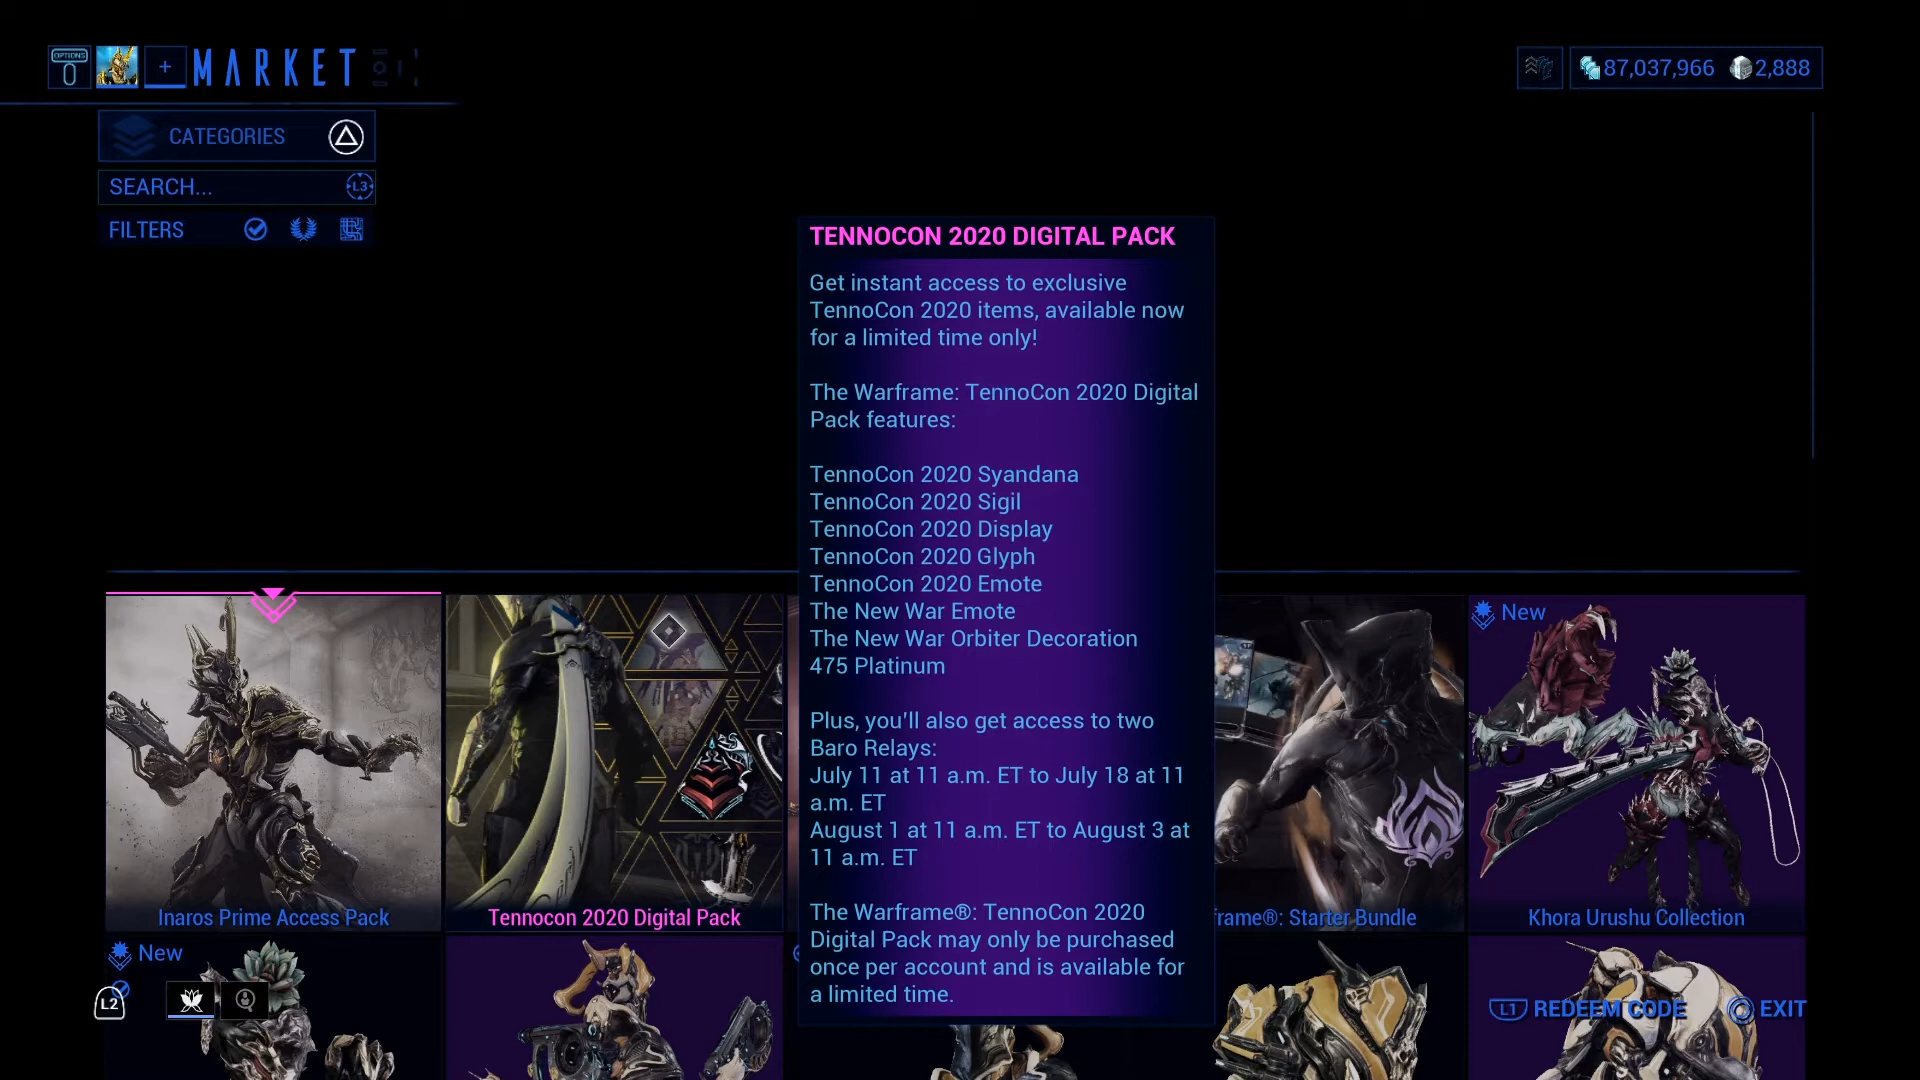 OPTIONS
MARKET
87,037,966
2,888
CATEGORIES
SEARCH...
L3
FILTERS
TENNOCON 2020 DIGITAL PACK
Get instant access to exclusive
TennoCon 2020 items, available now
for a limited time only!
The Warframe: TennoCon 2020 Digital
Pack features:
TennoCon 2020 Syandana
TennoCon 2020 Sigil
TennoCon 2020 Display
TennoCon 2020 Glyph
TennoCon 2020 Emote
The New War Emote
The New War Orbiter Decoration
475 Platinum
Plus, you'll also get access to two
Baro Relays:
July 11 at 11 a.m. ET to July 18 at 11
a.m. ET
August 1 at 11 a.m. ET to August 3 at
11 a.m. ET
The Warframe®: TennoCon 2020
Digital Pack may only be purchased
once per account and is available for
a limited time.
Inaros Prime Access Pack
Tennocon 2020 Digital Pack
frame®: Starter Bundle
New
Khora Urushu Collection
New
L2
L1 REDEEM CODE
EXIT